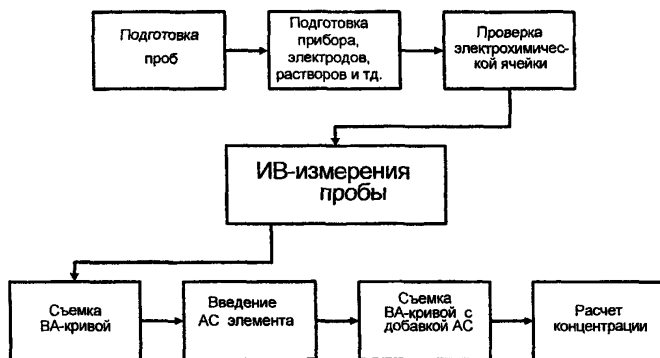 Подготовка
проб
Подготовка
прибора,
электродов,
растворов и тд.
Проверка
электрохимичес-
кой ячейки
ИВ-измерения
пробы
Съемка
ВА-кривой
Введение
АС элемента
Съемка
ВА-кривой с
добавкой АС
Расчет
концентрации